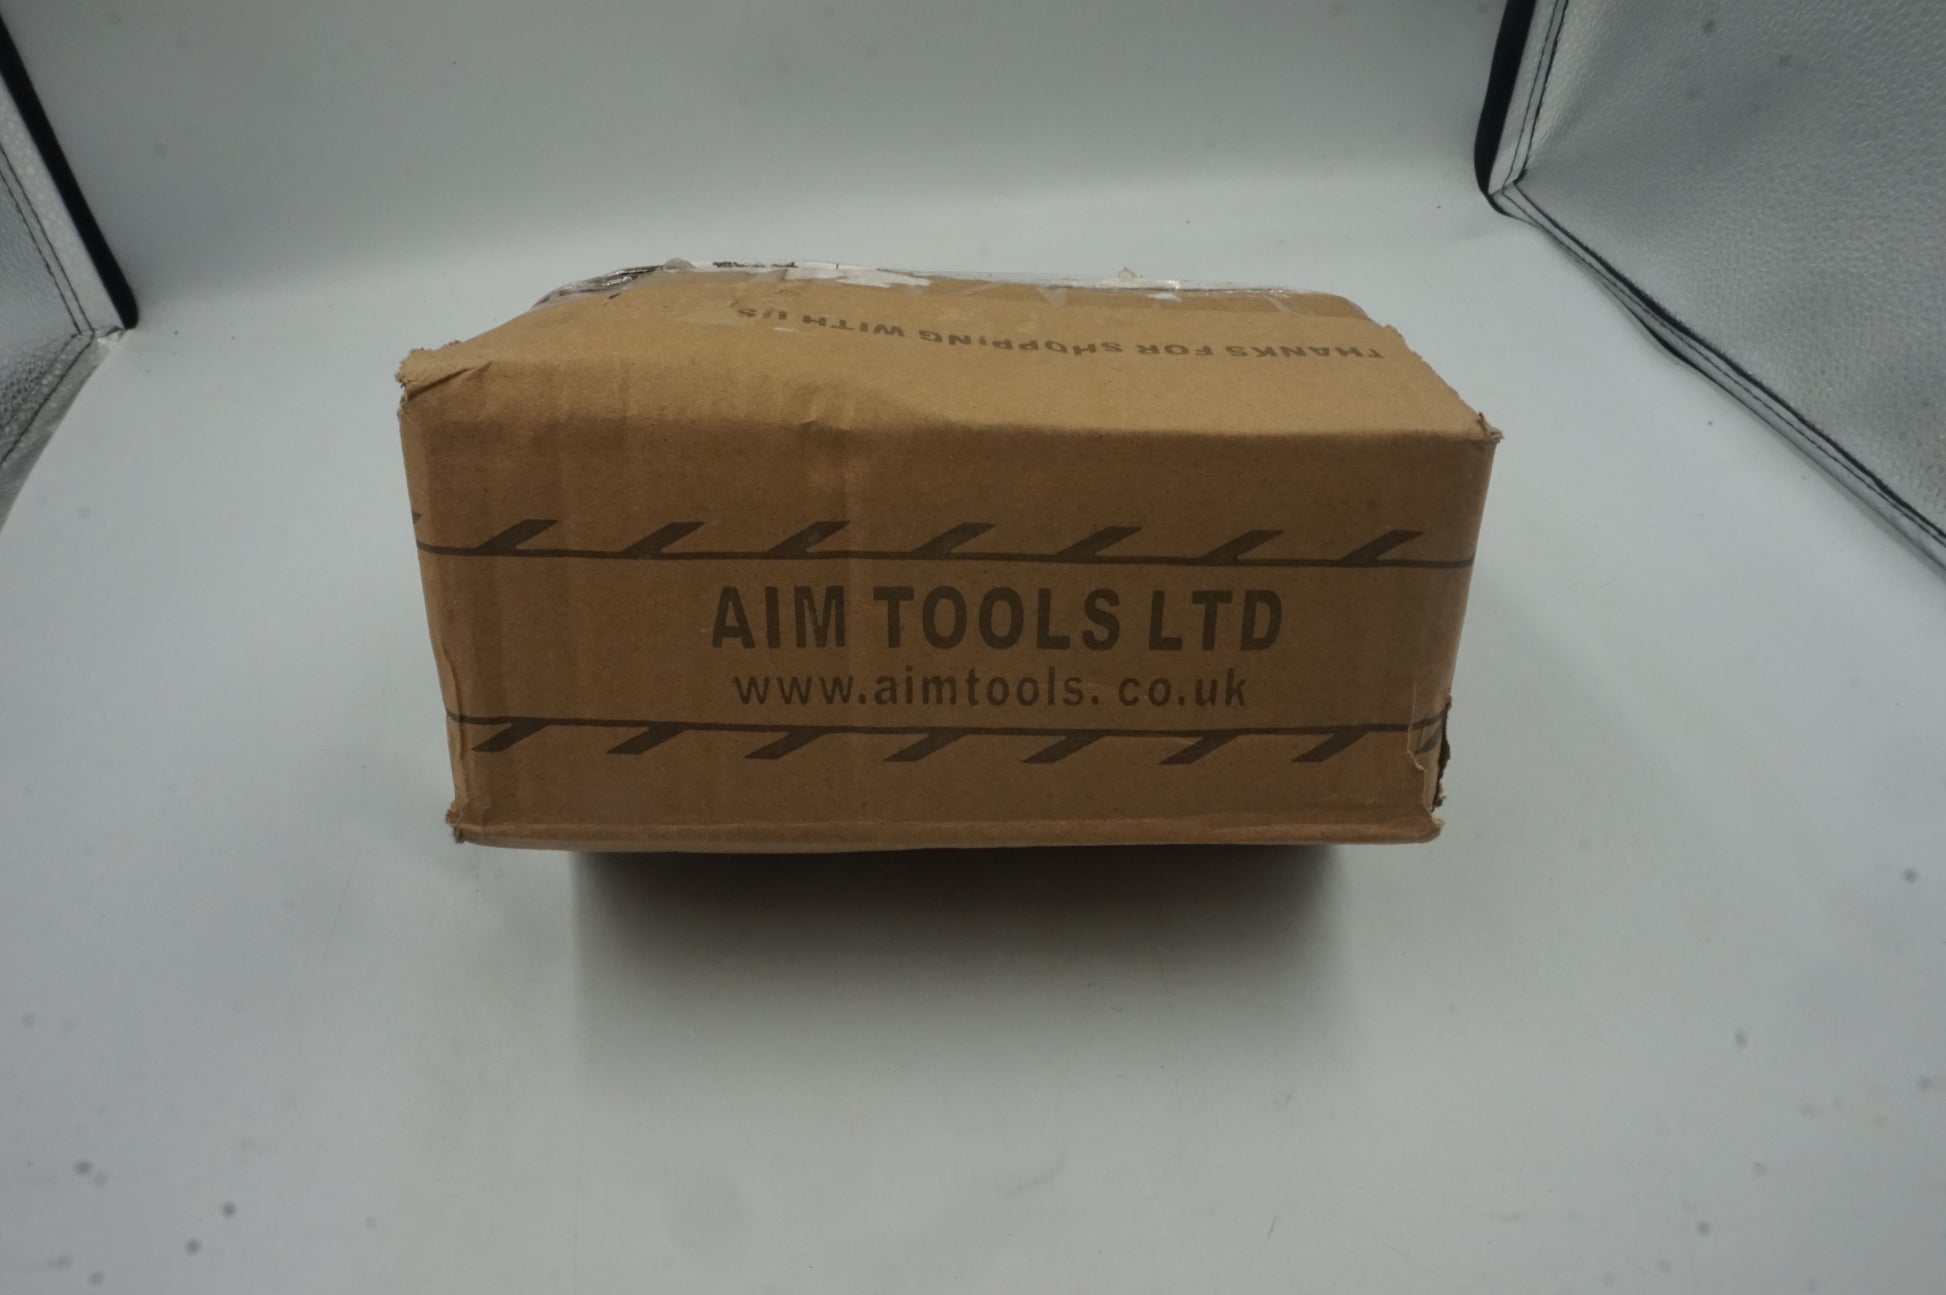 THANKS FOR SHOPPING WITH US
AIM TOOLS LTD
www.aimtools. co.uk